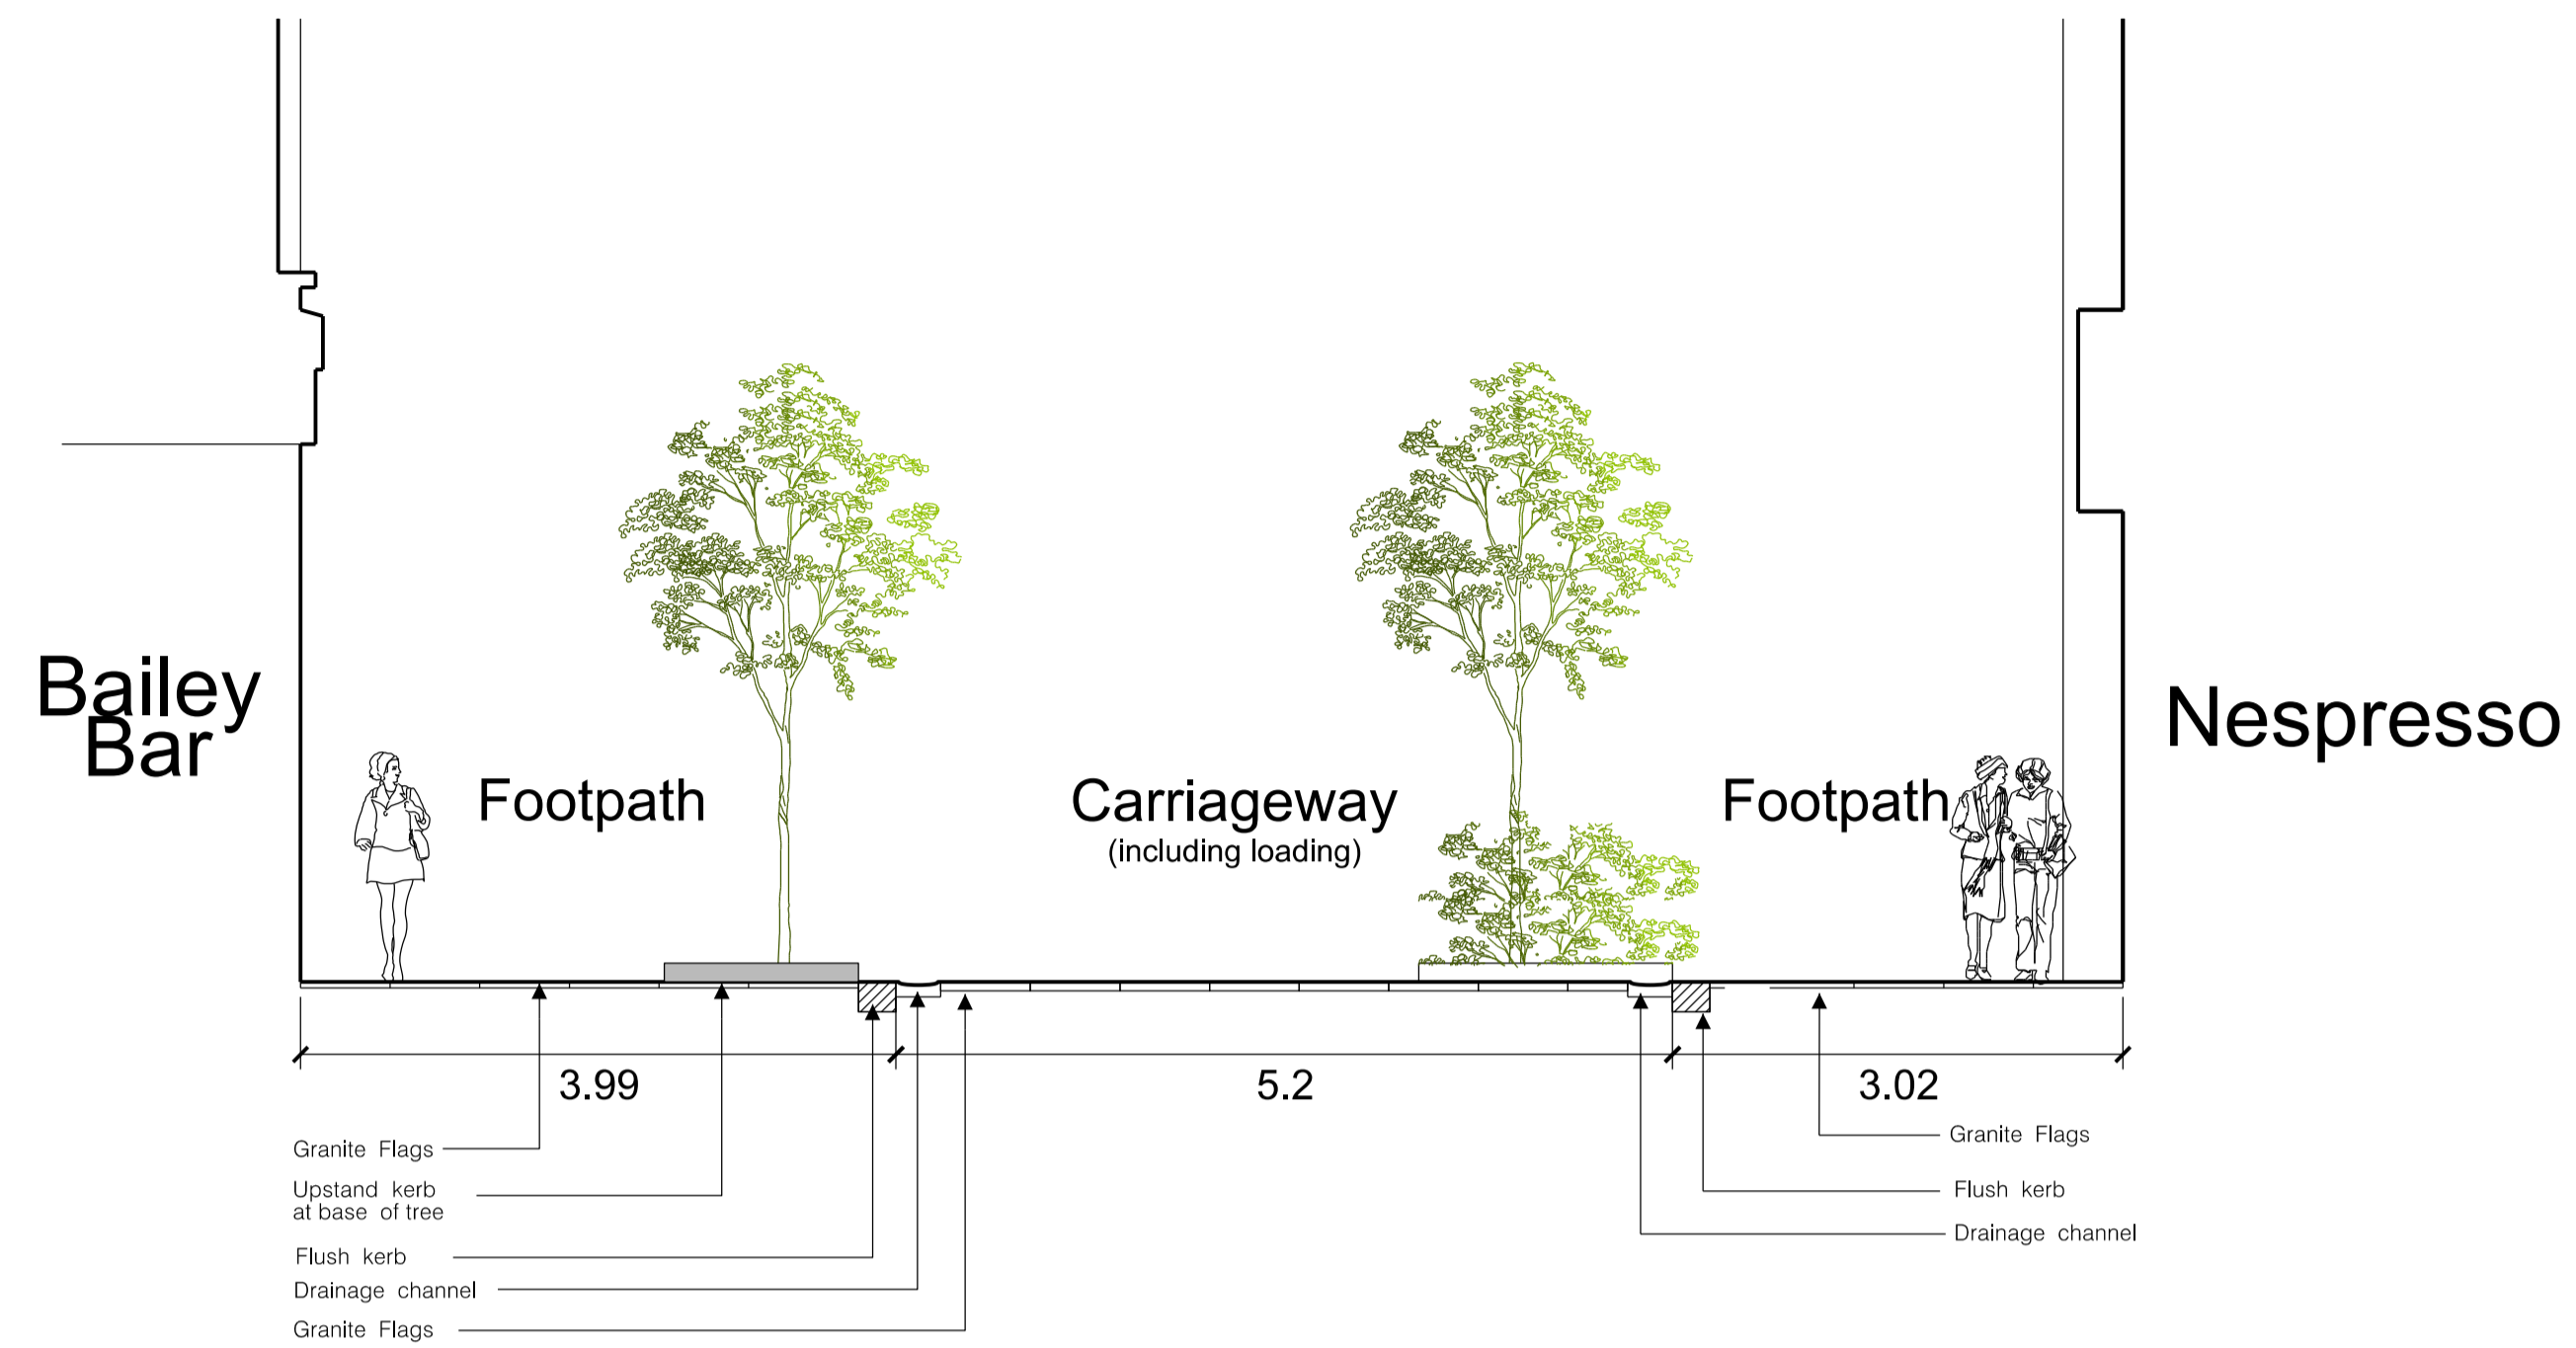 Bailey
Bar
Nespresso
Footpath
Carriageway
(including loading)
Footpath
3.99
5.2
3.02
Granite Flags
Upstand kerb
at base of tree
Flush kerb
Drainage channel
Granite Flags
Granite Flags
Flush kerb
Drainage channel